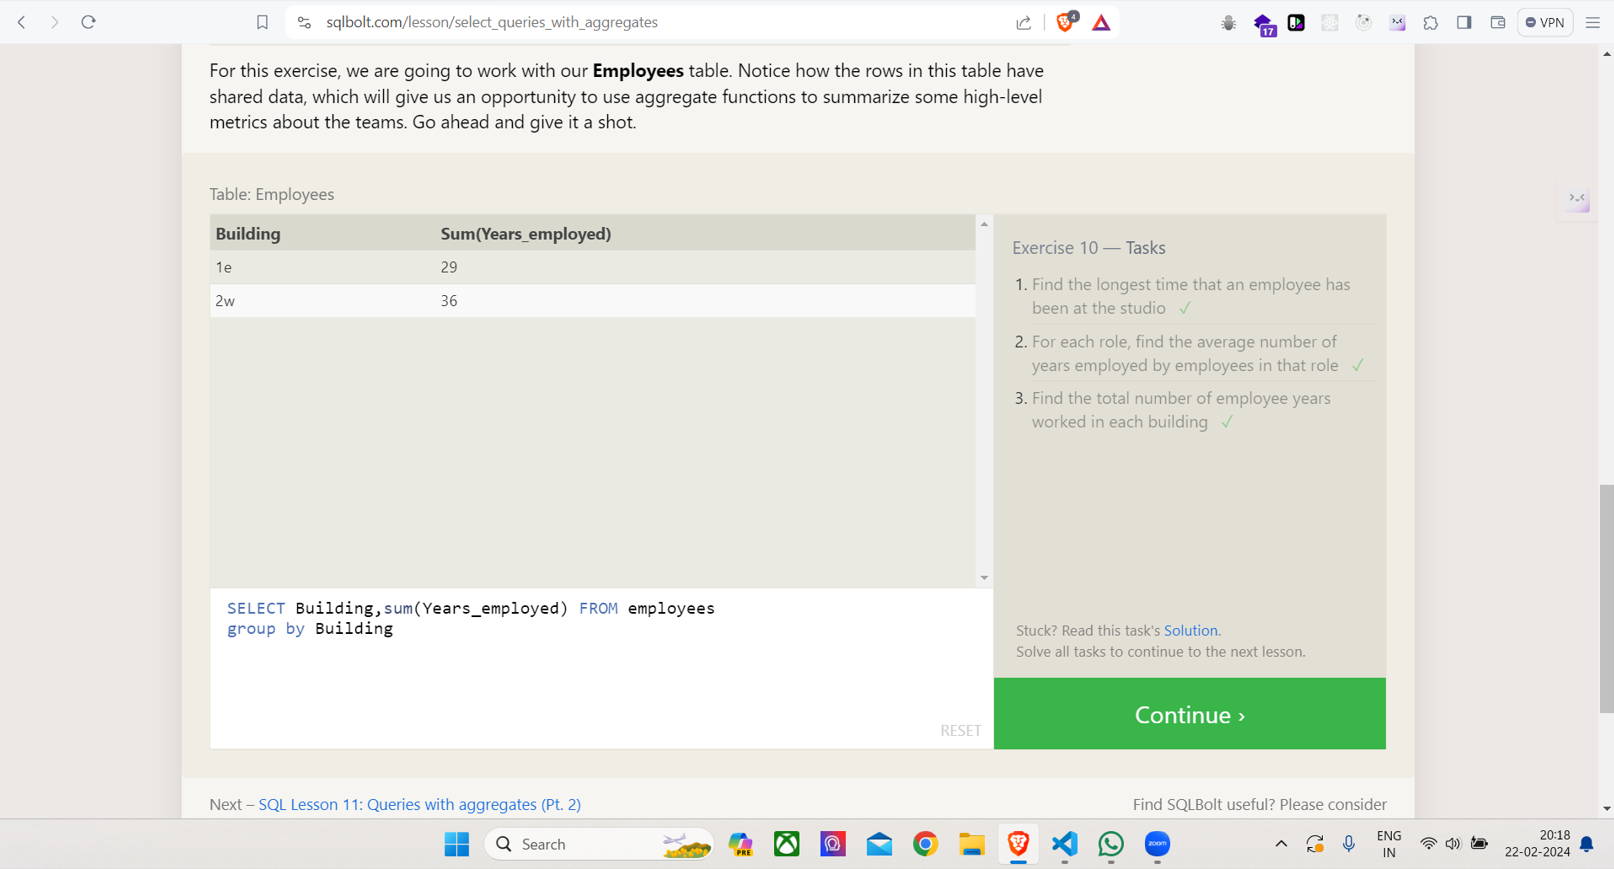 sqlbolt.com/lesson/select_queries_with_aggregates
4
17
VPN
For this exercise, we are going to work with our Employees table. Notice how the rows in this table have
shared data, which will give us an opportunity to use aggregate functions to summarize some high-level
metrics about the teams. Go ahead and give it a shot.
Table: Employees
Building Sum(Years_employed)
1e 29
2w 36
Exercise 10 — Tasks
1. Find the longest time that an employee has
been at the studio ✓
2. For each role, find the average number of
years employed by employees in that role ✓
3. Find the total number of employee years
worked in each building ✓
SELECT Building,sum(Years_employed) FROM employees
group by Building
RESET
Stuck? Read this task's Solution.
Solve all tasks to continue to the next lesson.
Continue ›
Next – SQL Lesson 11: Queries with aggregates (Pt. 2)
Find SQLBolt useful? Please consider
Search
PRE
zoom
ENG
IN
20:18
22-02-2024